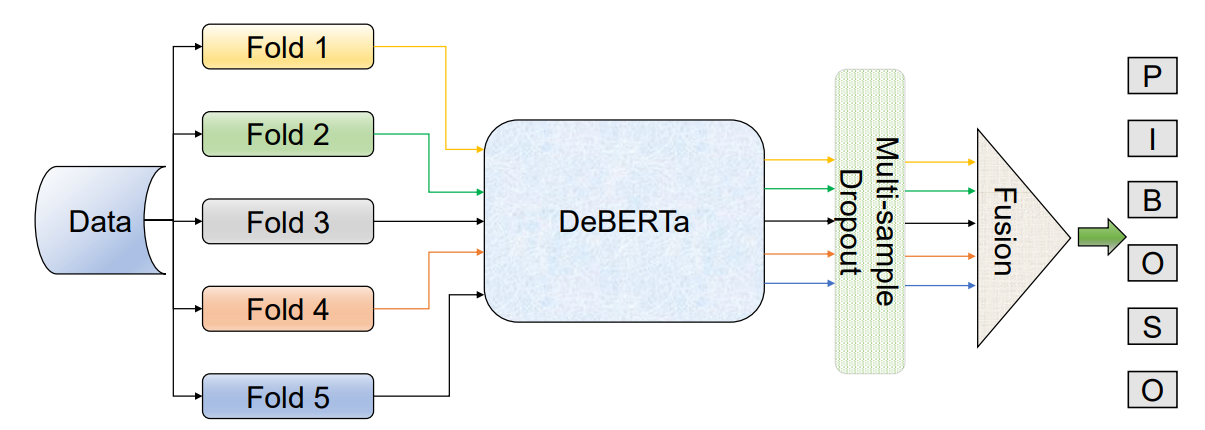 Fold 1
Fold 2
Fold 3
Fold 4
Fold 5
Data
DeBERTa
Multi-sample
Dropout
Fusion
P
I
B
O
S
O